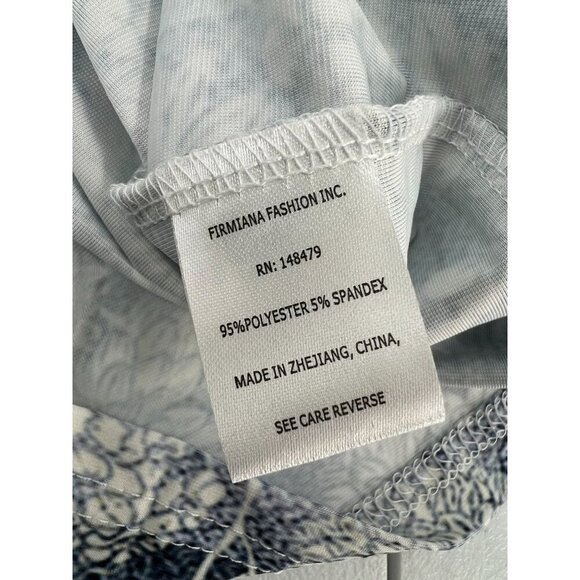 FIRMIANA FASHION INC.
RN: 148479
95%POLYESTER 5% SPANDEX
MADE IN ZHEJIANG, CHINA,
SEE CARE REVERSE